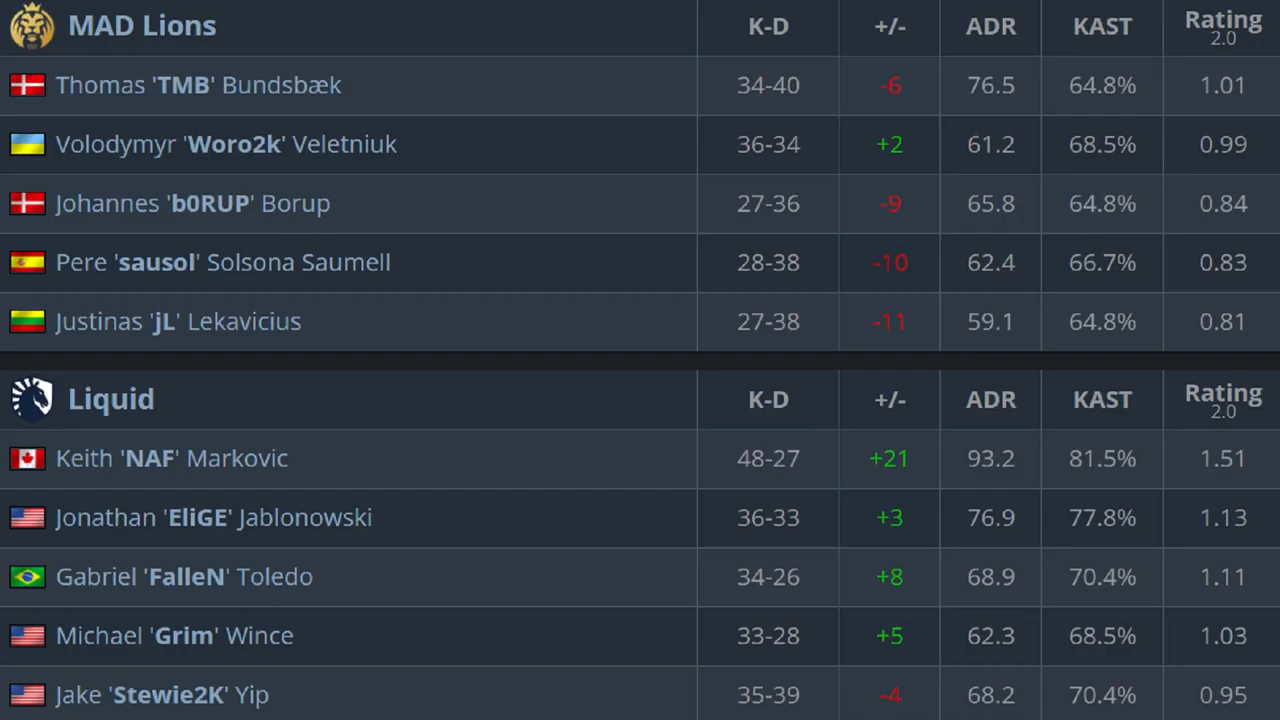 MAD Lions K-D +/- ADR KAST Rating 2.0
Thomas 'TMB' Bundsbæk 34-40 -6 76.5 64.8% 1.01
Volodymyr 'Woro2k' Veletniuk 36-34 +2 61.2 68.5% 0.99
Johannes 'b0RUP' Borup 27-36 -9 65.8 64.8% 0.84
Pere 'sausol' Solsona Saumell 28-38 -10 62.4 66.7% 0.83
Justinas 'jL' Lekavicius 27-38 -11 59.1 64.8% 0.81
Liquid K-D +/- ADR KAST Rating 2.0
Keith 'NAF' Markovic 48-27 +21 93.2 81.5% 1.51
Jonathan 'EliGE' Jablonowski 36-33 +3 76.9 77.8% 1.13
Gabriel 'FalleN' Toledo 34-26 +8 68.9 70.4% 1.11
Michael 'Grim' Wince 33-28 +5 62.3 68.5% 1.03
Jake 'Stewie2K' Yip 35-39 -4 68.2 70.4% 0.95